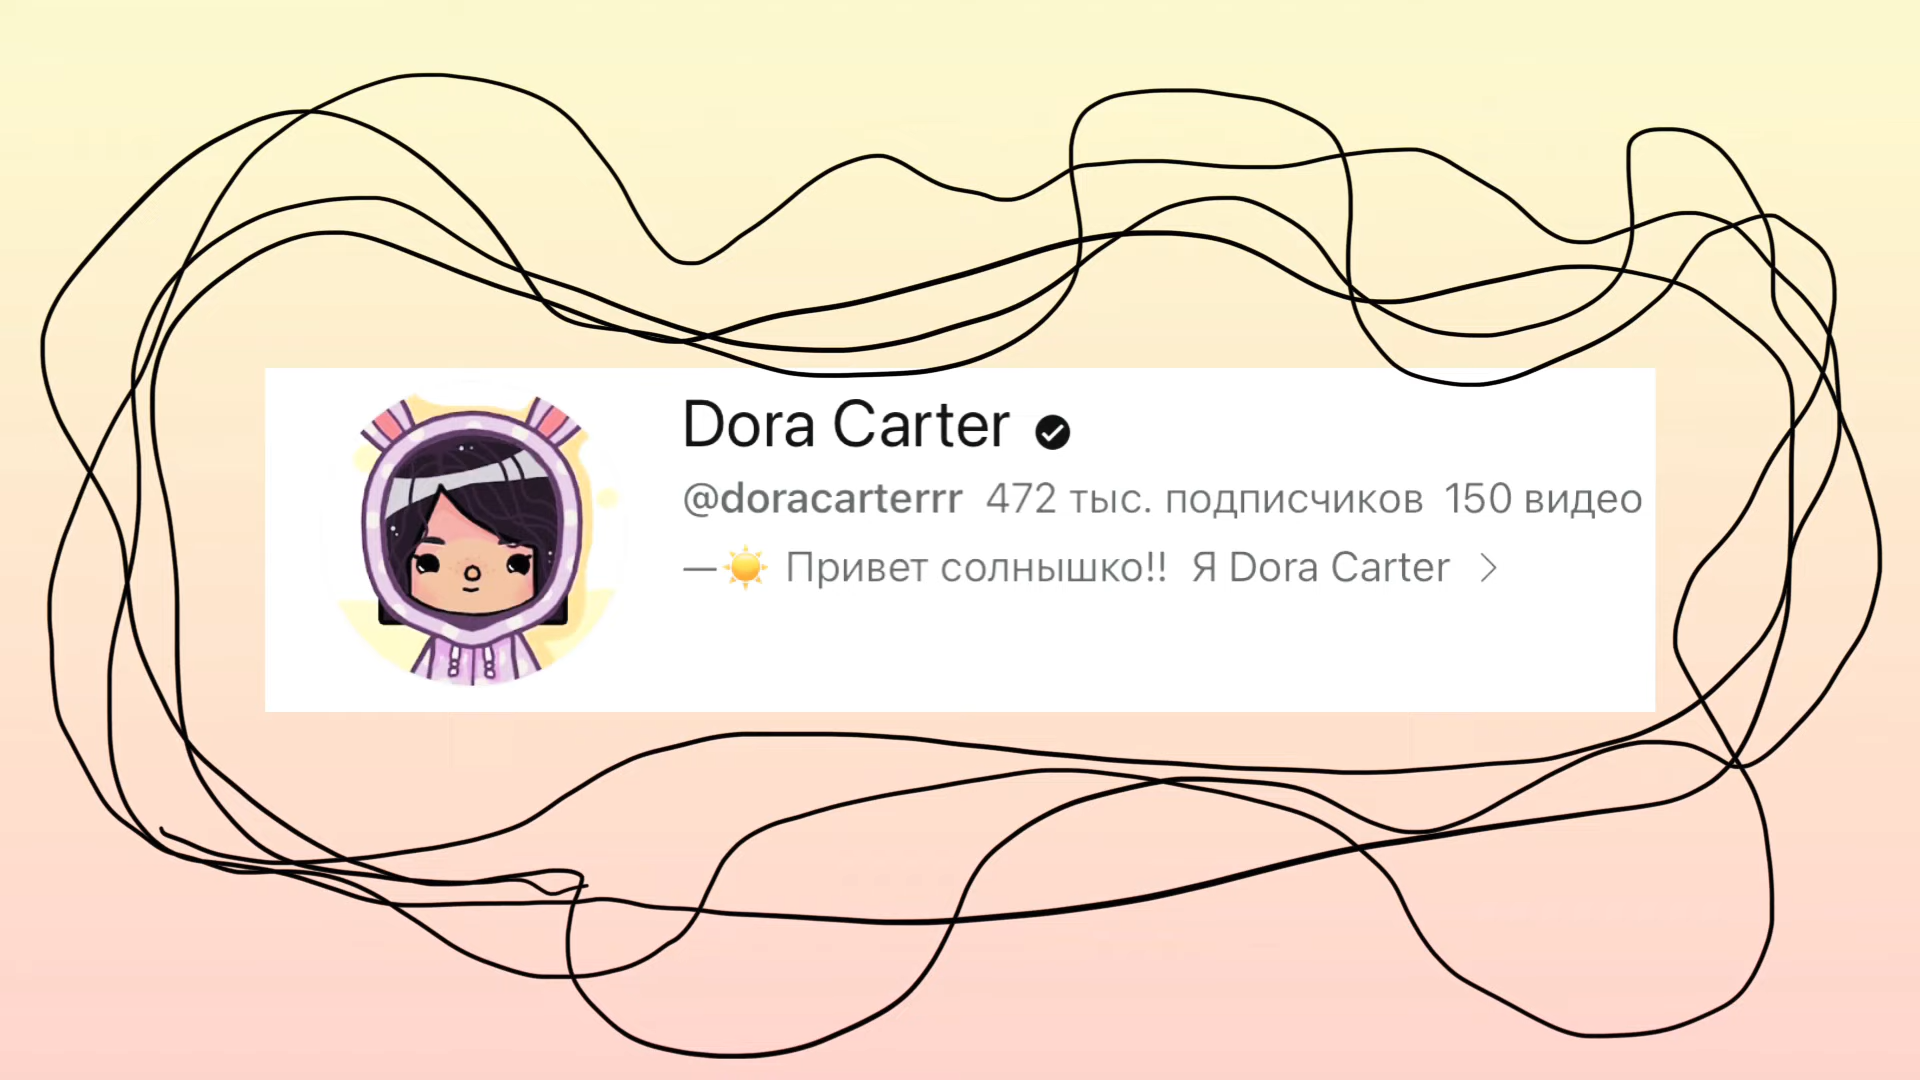 Dora Carter
@doracarterrr 472 тыс. подписчиков 150 видео
—☀️ Привет солнышко!! Я Dora Carter >